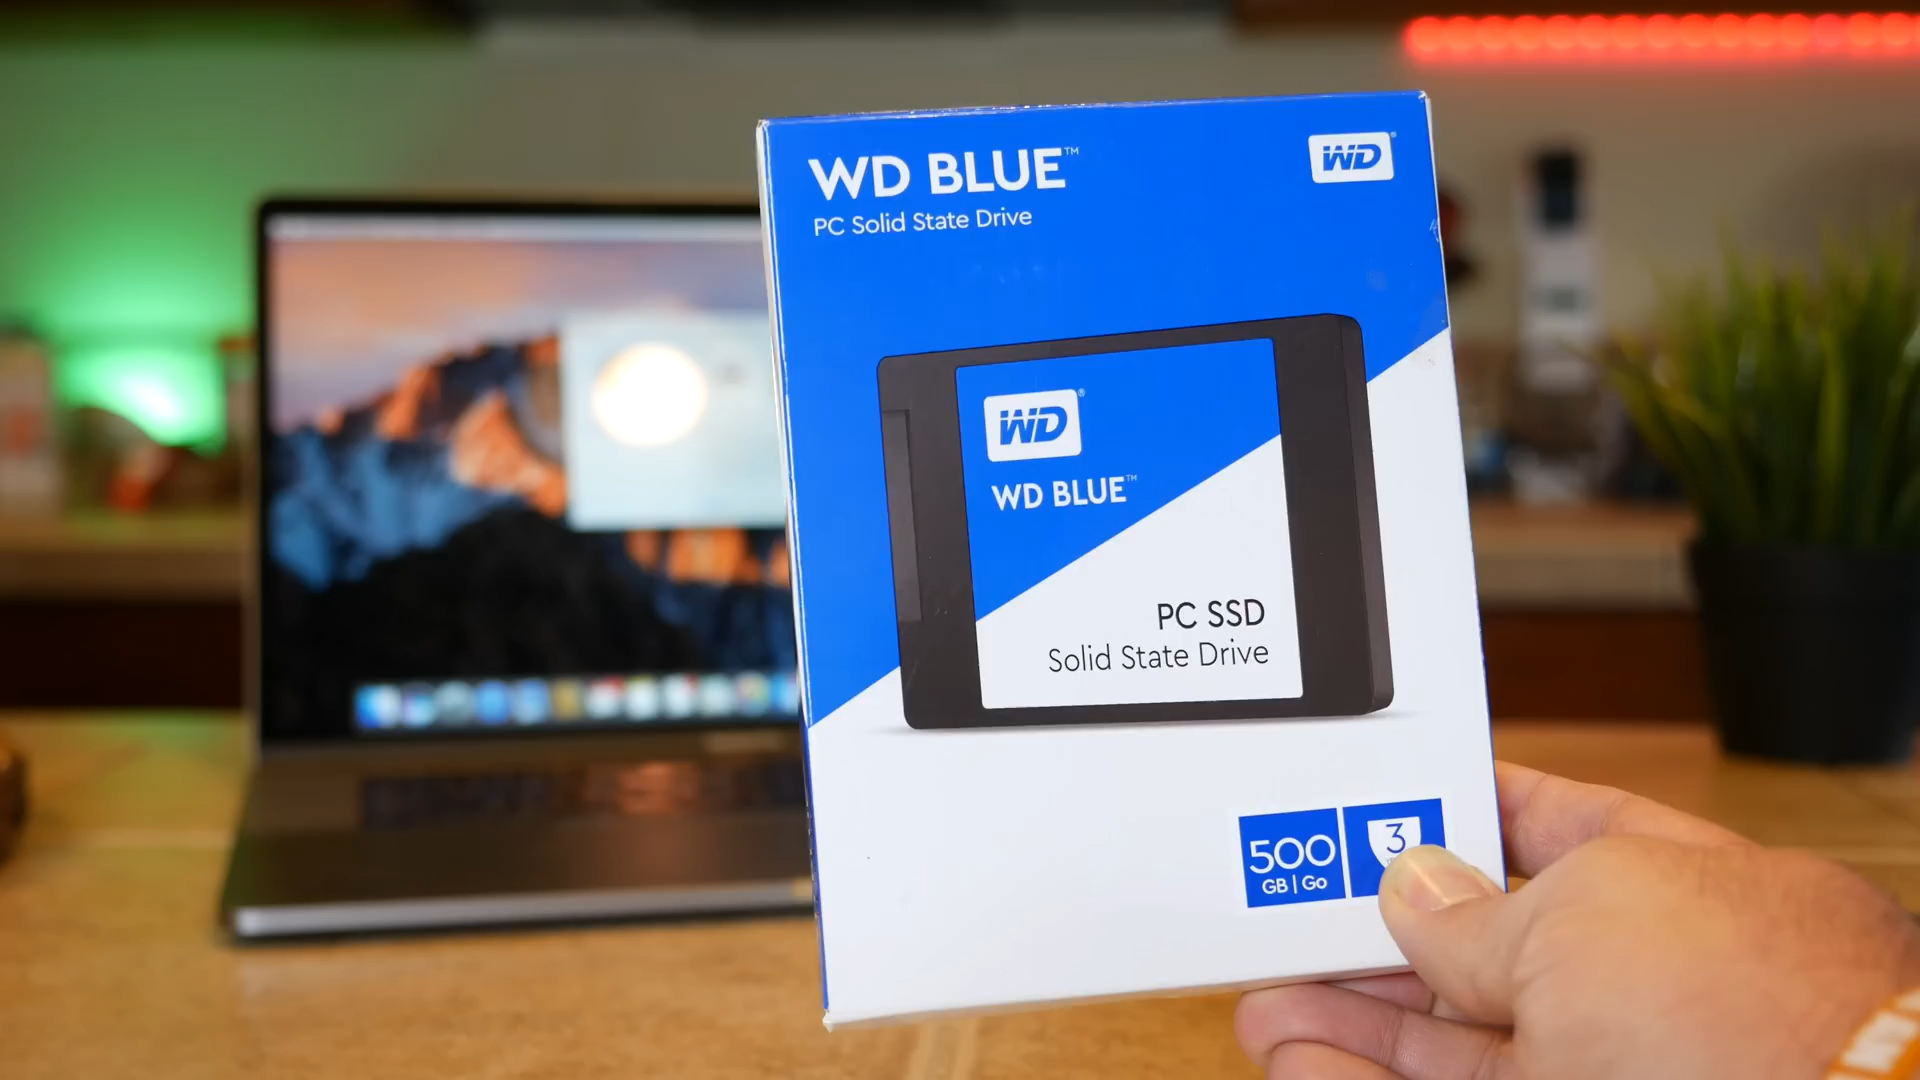 WD BLUE™
PC Solid State Drive
WD®
WD®
WD BLUE™
PC SSD
Solid State Drive
500
GB | Go
3